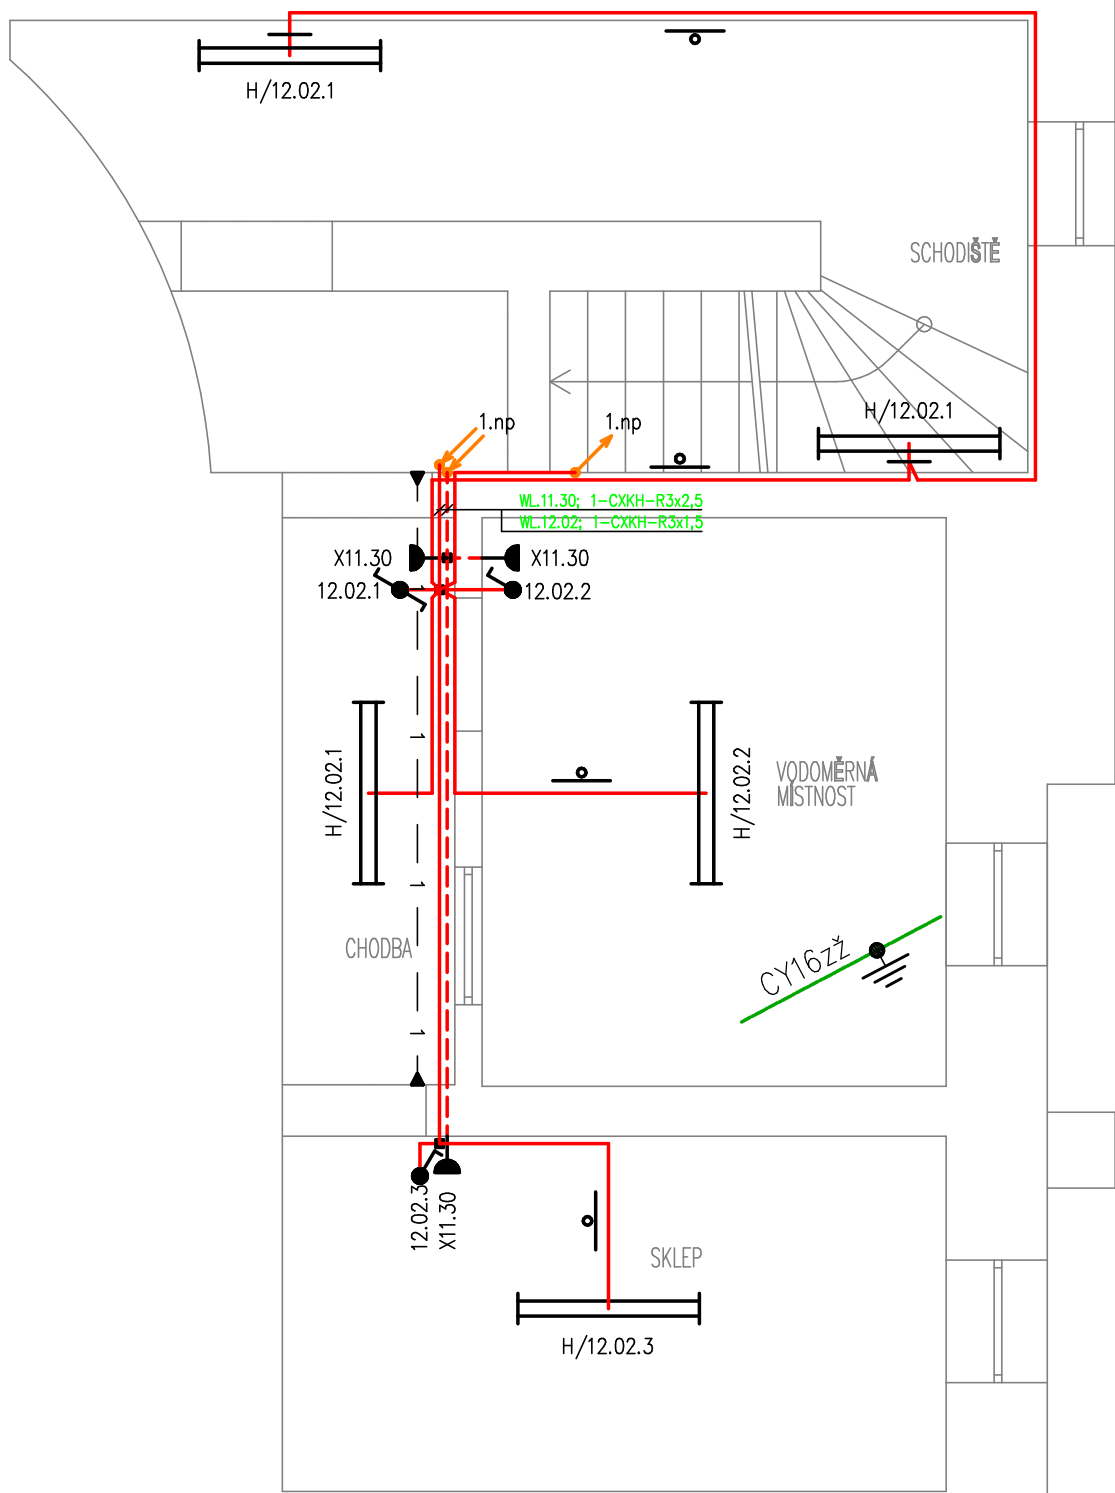 H/12.02.1
SCHODIŠTĚ
H/12.02.1
1.np
1.np
WL.11.30; 1-CXKH-R3x2,5
WL.12.02; 1-CXKH-R3x1,5
X11.30
X11.30
12.02.1
12.02.2
1
H/12.02.1
1
H/12.02.2
VODOMĚRNÁ
MÍSTNOST
1
CHODBA
CY16zž
1
12.02.3
X11.30
SKLEP
H/12.02.3